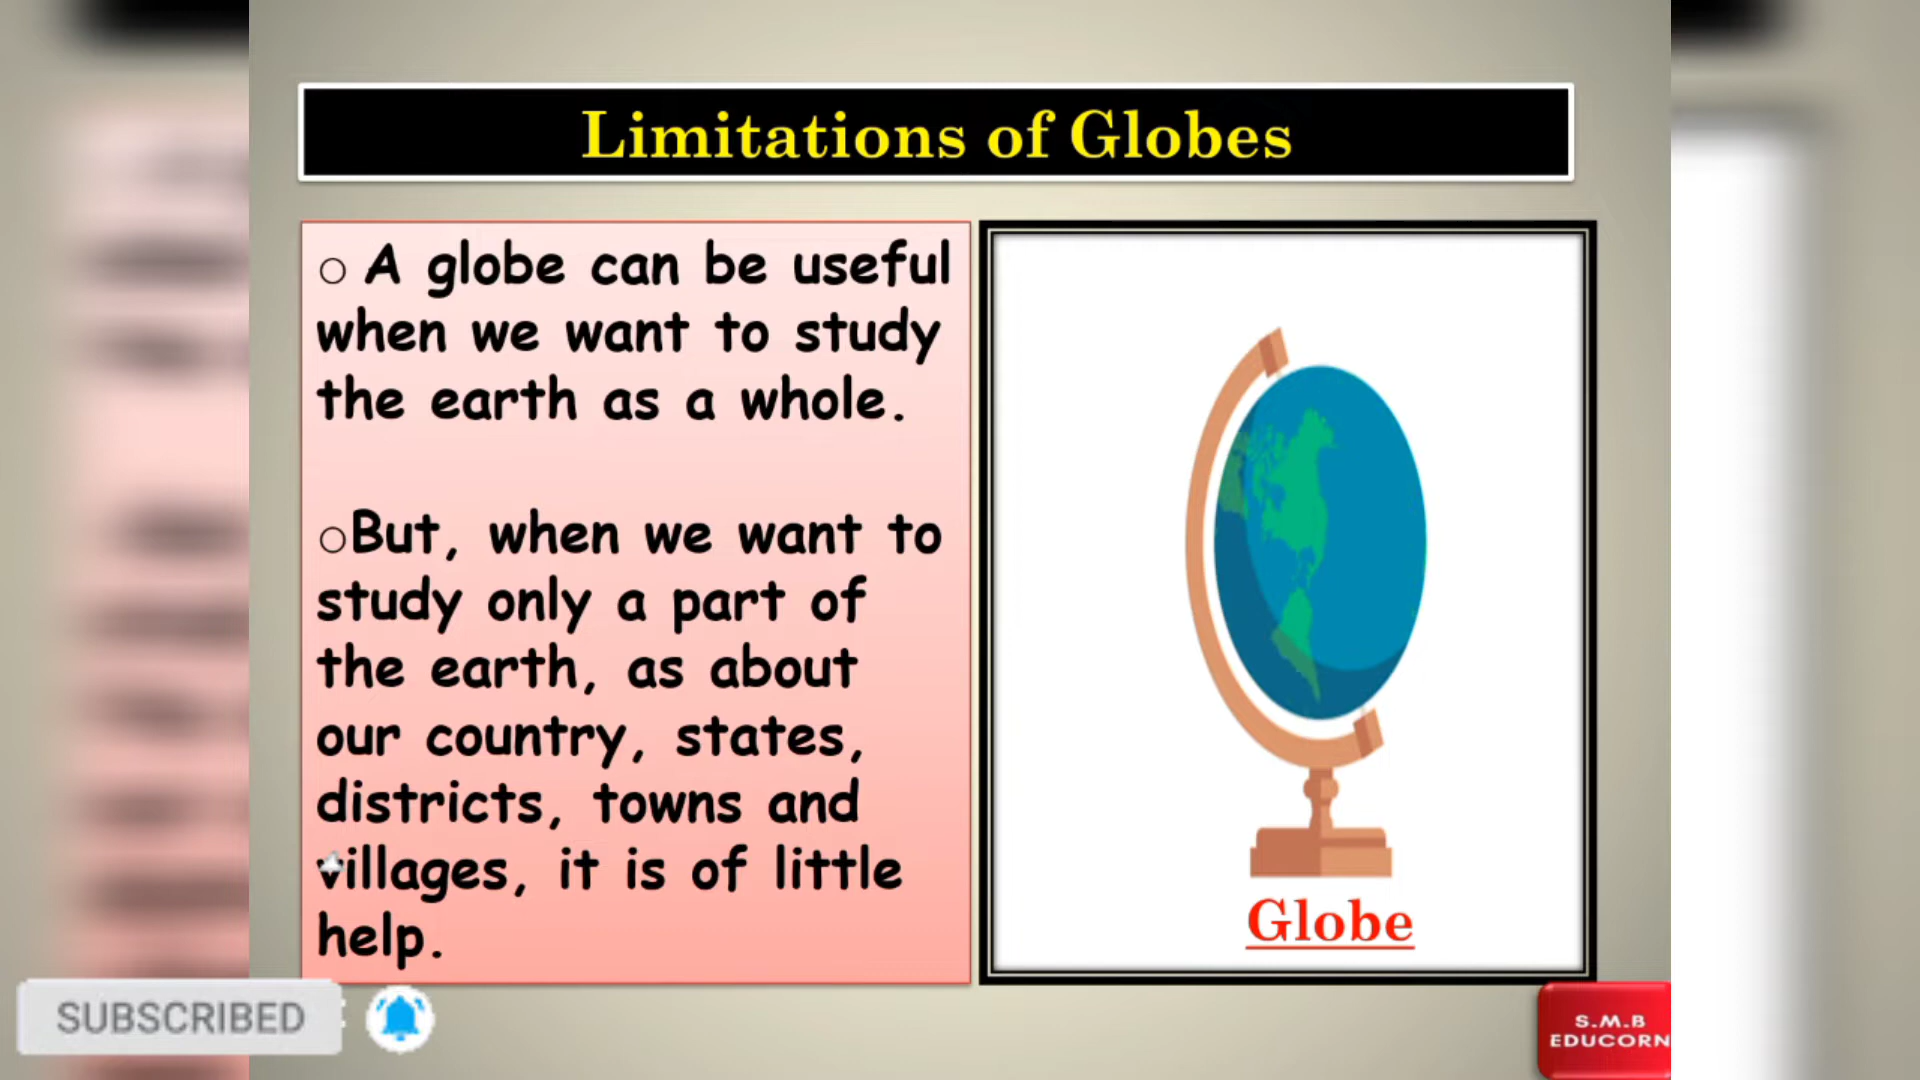 Limitations of Globes
○ A globe can be useful
when we want to study
the earth as a whole.
○But, when we want to
study only a part of
the earth, as about
our country, states,
districts, towns and
villages, it is of little
help.
Globe
SUBSCRIBED
S.M.B
EDUCORN